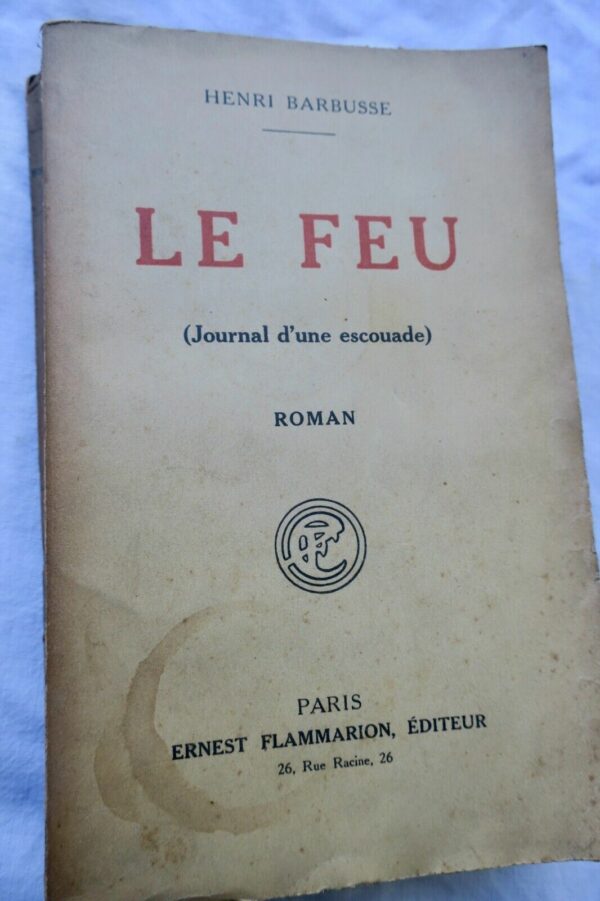 HENRI BARBUSSE
LE FEU
(Journal d'une escouade)
ROMAN
PARIS
ERNEST FLAMMARION, ÉDITEUR
26, Rue Racine, 26